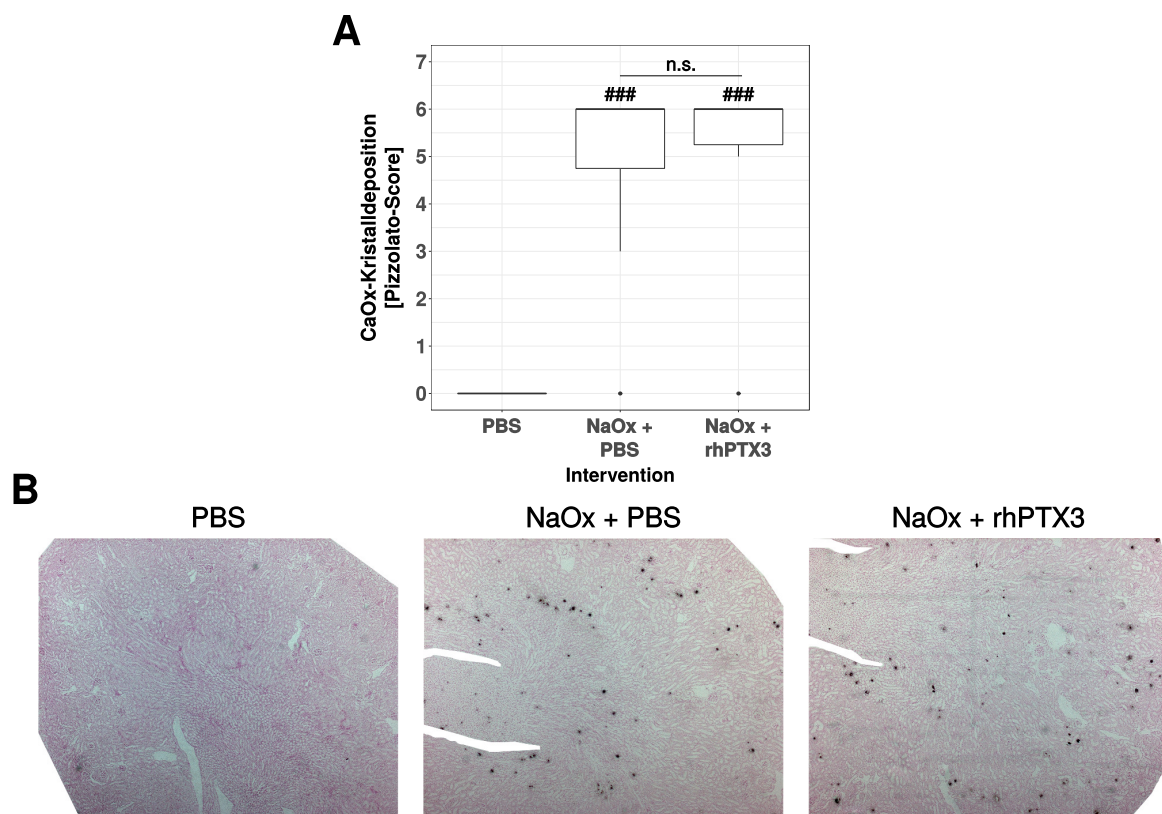 A
CaOx-Kristalldeposition
[Pizzolato-Score]
7
6
5
4
3
2
1
0
n.s.
###
###
PBS
NaOx +
PBS
NaOx +
rhPTX3
Intervention
B
PBS
NaOx + PBS
NaOx + rhPTX3